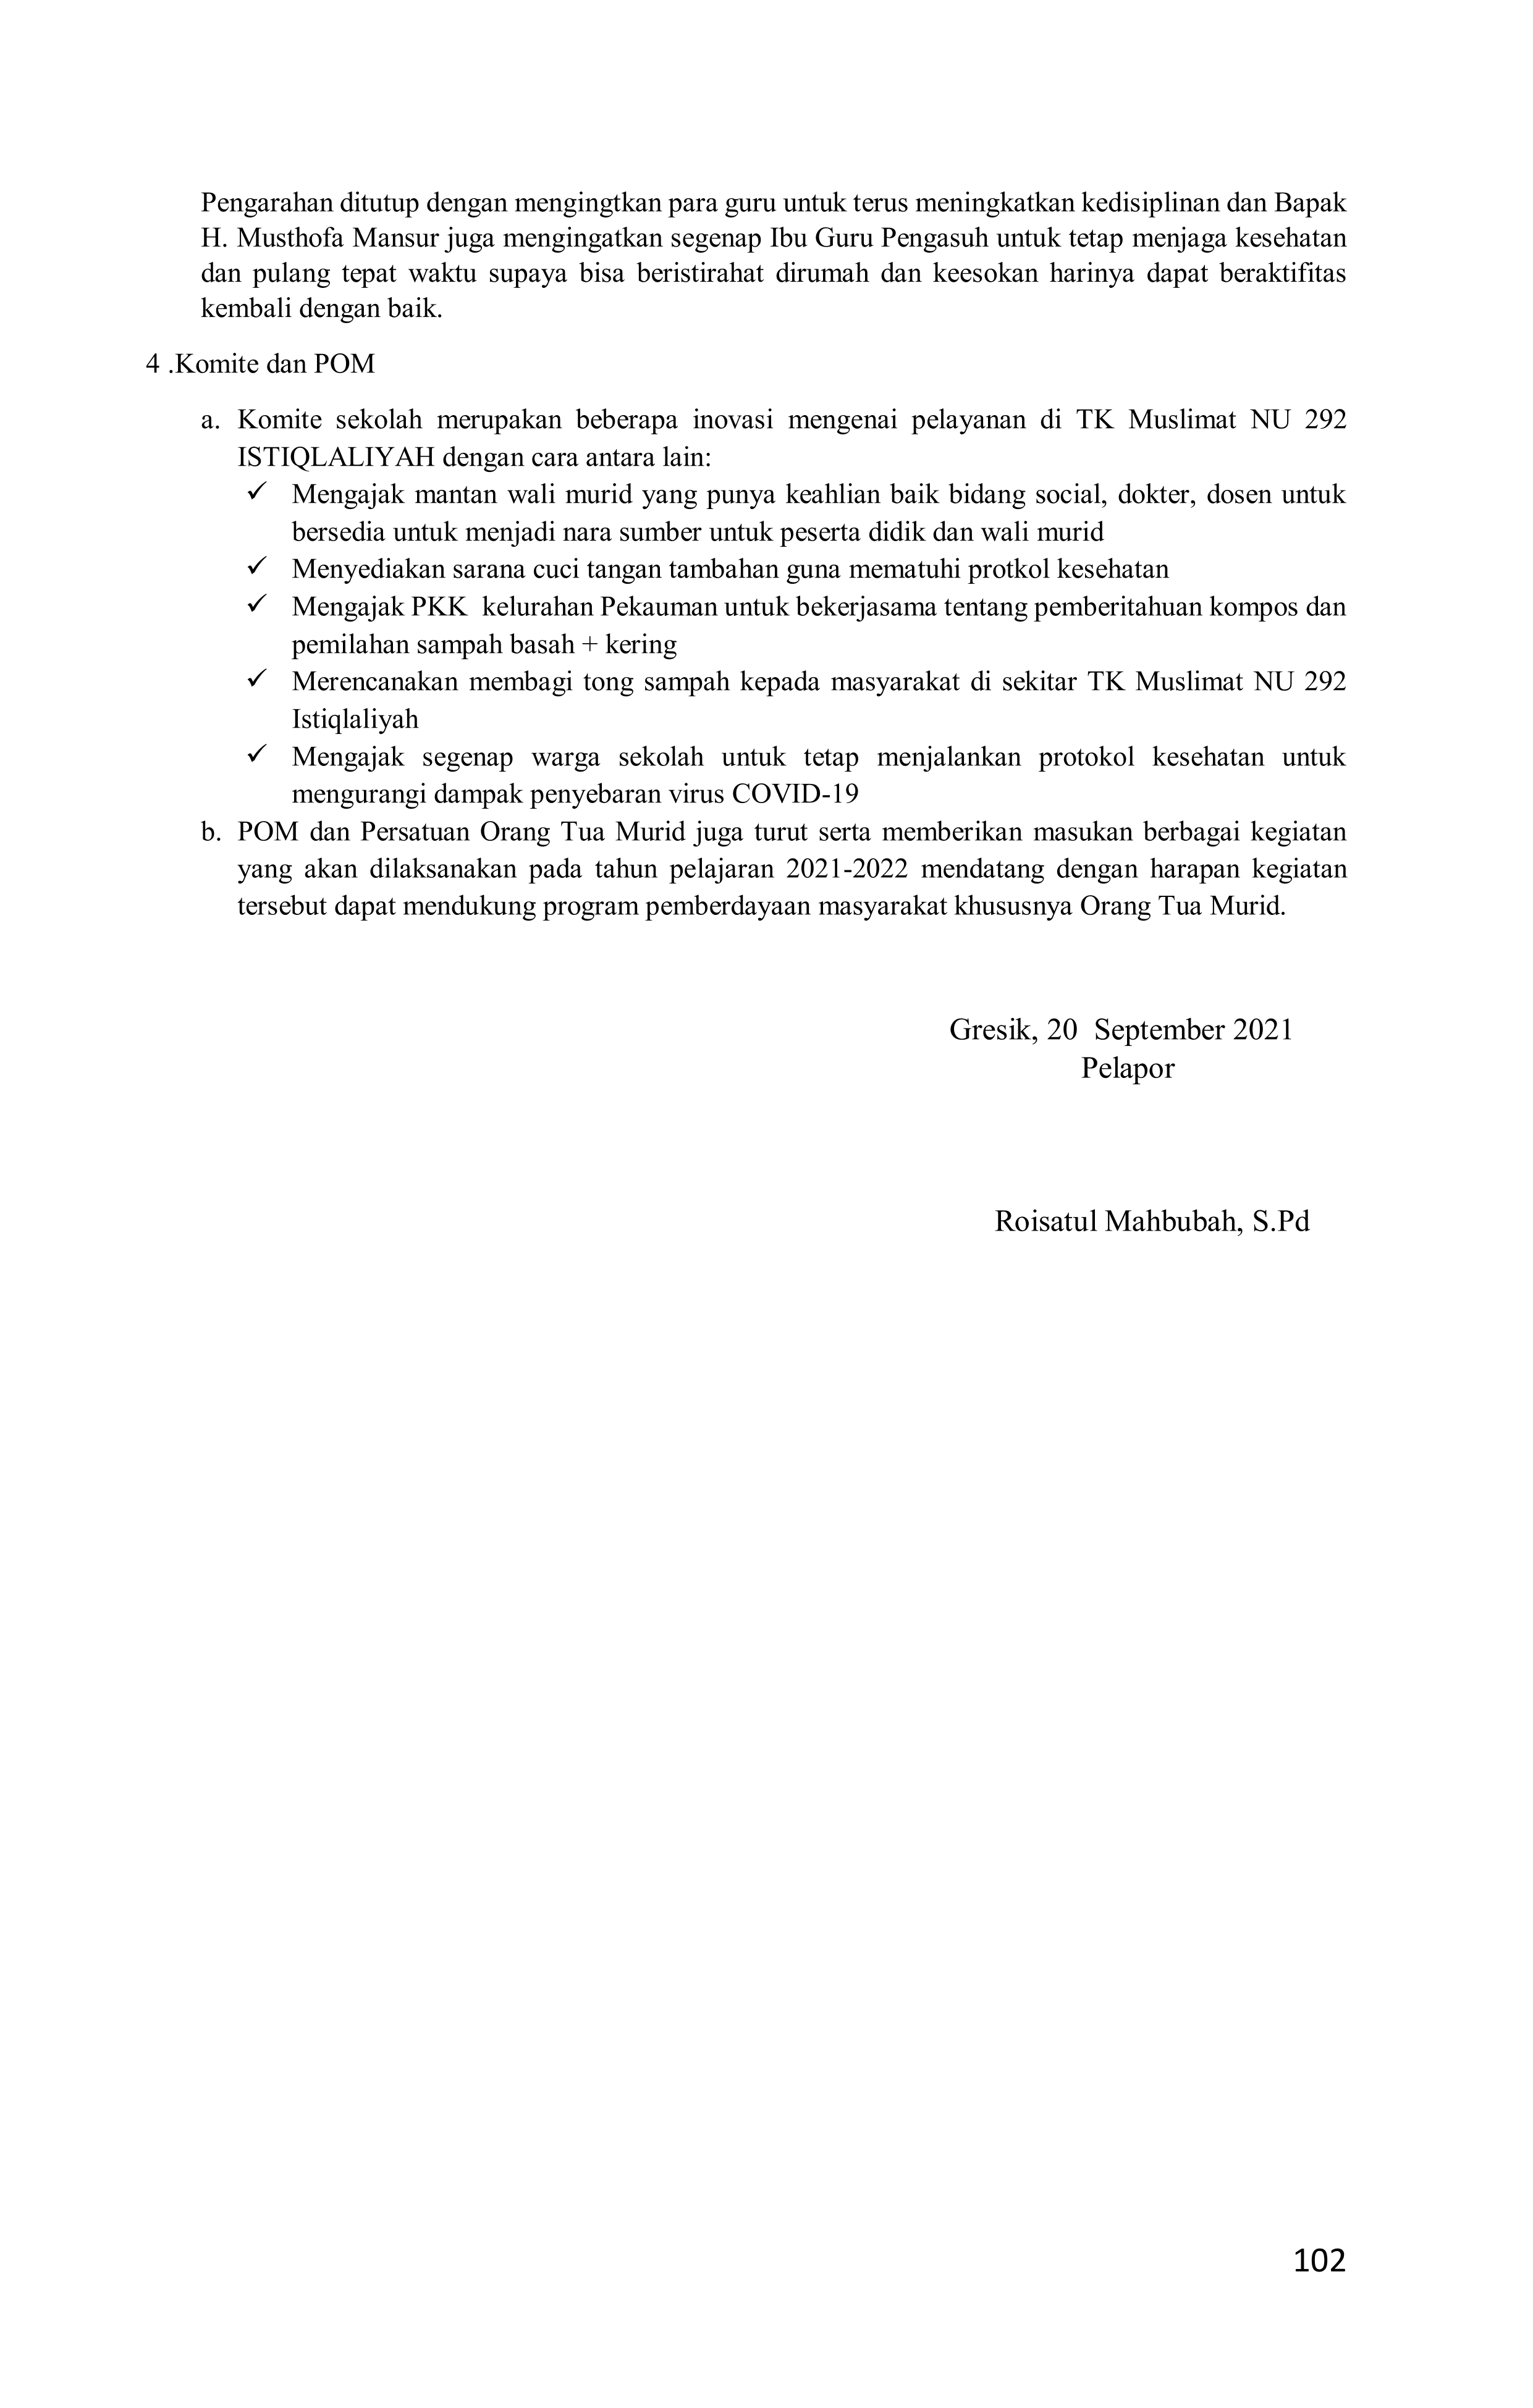 Pengarahan ditutup dengan mengingtkan para guru untuk terus meningkatkan kedisiplinan dan Bapak
H. Musthofa Mansur juga mengingatkan segenap Ibu Guru Pengasuh untuk tetap menjaga kesehatan
dan pulang tepat waktu supaya bisa beristirahat dirumah dan keesokan harinya dapat beraktifitas
kembali dengan baik.
4 .Komite dan POM
a. Komite sekolah merupakan beberapa inovasi mengenai pelayanan di TK Muslimat NU 292
ISTIQLALIYAH dengan cara antara lain:
✓ Mengajak mantan wali murid yang punya keahlian baik bidang social, dokter, dosen untuk
bersedia untuk menjadi nara sumber untuk peserta didik dan wali murid
✓ Menyediakan sarana cuci tangan tambahan guna mematuhi protkol kesehatan
✓ Mengajak PKK  kelurahan Pekauman untuk bekerjasama tentang pemberitahuan kompos dan
pemilahan sampah basah + kering
✓ Merencanakan membagi tong sampah kepada masyarakat di sekitar TK Muslimat NU 292
Istiqlaliyah
✓ Mengajak segenap warga sekolah untuk tetap menjalankan protokol kesehatan untuk
mengurangi dampak penyebaran virus COVID-19
b. POM dan Persatuan Orang Tua Murid juga turut serta memberikan masukan berbagai kegiatan
yang akan dilaksanakan pada tahun pelajaran 2021-2022 mendatang dengan harapan kegiatan
tersebut dapat mendukung program pemberdayaan masyarakat khususnya Orang Tua Murid.
Gresik, 20  September 2021
Pelapor
Roisatul Mahbubah, S.Pd
102